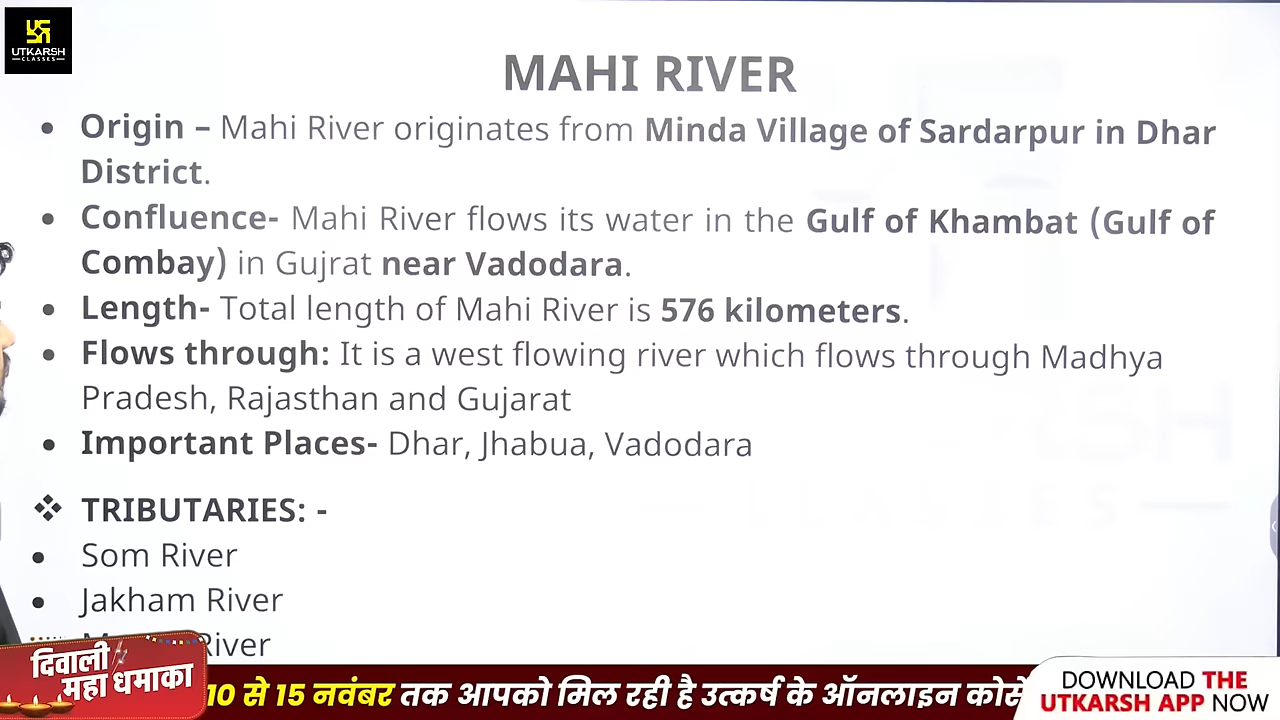 UTKARSH
CLASSES
MAHI RIVER
• Origin – Mahi River originates from Minda Village of Sardarpur in Dhar
District.
• Confluence- Mahi River flows its water in the Gulf of Khambat (Gulf of
Combay) in Gujrat near Vadodara.
• Length- Total length of Mahi River is 576 kilometers.
• Flows through: It is a west flowing river which flows through Madhya
Pradesh, Rajasthan and Gujarat
• Important Places- Dhar, Jhabua, Vadodara
❖ TRIBUTARIES: -
• Som River
• Jakham River
River
दिवाली
महा धमाका
10 से 15 नवंबर तक आपको मिल रही है उत्कर्ष के ऑनलाइन
DOWNLOAD THE
UTKARSH APP NOW